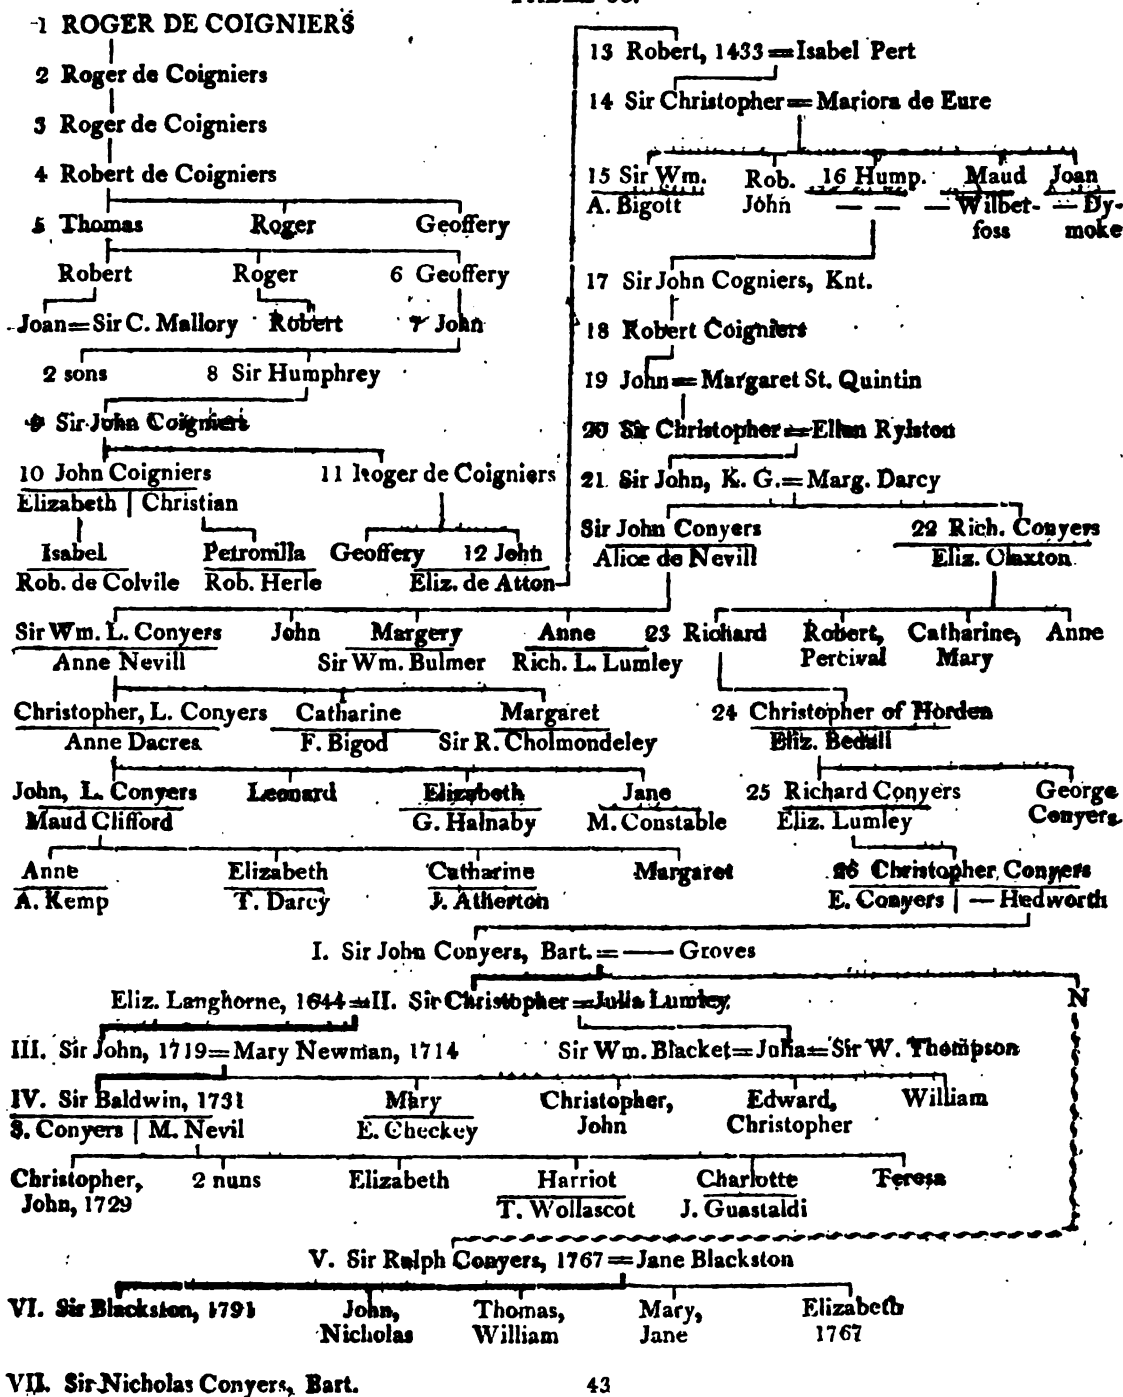 1 ROGER DE COIGNIERS
2 Roger de Coigniers
3 Roger de Coigniers
4 Robert de Coigniers
5 Thomas Roger Geoffery
Robert Roger 6 Geoffery
Joan=Sir C. Mallory Robert 7 John
2 sons 8 Sir Humphrey
9 Sir John Coigniers
10 John Coigniers 11 Roger de Coigniers
Elizabeth | Christian
Isabel Petronilla Geoffery 12 John
Rob. de Colvile Rob. Herle Eliz. de Atton
13 Robert, 1433=Isabel Pert
14 Sir Christopher=Mariora de Eure
15 Sir Wm. Rob. 16 Hump. Maud Joan
A. Bigott John — — — Wilber- — Dy-
foss moke
17 Sir John Cogniers, Knt.
18 Robert Coigniers
19 John=Margaret St. Quintin
20 Sir Christopher=Ellen Rylston
21 Sir John, K. G.=Marg. Darcy
Sir John Conyers 22 Rich. Conyers
Alice de Nevill Eliz. Claxton
Sir Wm. L. Conyers John Margery Anne 23 Richard Robert, Catharine, Anne
Anne Nevill Sir Wm. Bulmer Rich. L. Lumley Percival Mary
Christopher, L. Conyers Catharine Margaret 24 Christopher of Horden
Anne Dacres F. Bigod Sir R. Cholmondeley Eliz. Bedall
John, L. Conyers Leonard Elizabeth Jane 25 Richard Conyers George
Maud Clifford G. Halnaby M. Constable Eliz. Lumley Conyers
Anne Elizabeth Catharine Margaret 26 Christopher Conyers
A. Kemp T. Darcy J. Atherton E. Conyers | — Hedworth
I. Sir John Conyers, Bart.=—— Groves
Eliz. Langhorne, 1644=II. Sir Christopher=Julia Lumley N
III. Sir John, 1719=Mary Newman, 1714 Sir Wm. Blacket=Julia=Sir W. Thompson
IV. Sir Baldwin, 1731 Mary Christopher, Edward, William
S. Conyers | M. Nevil E. Checkey John Christopher
Christopher, 2 nuns Elizabeth Harriot Charlotte Teresa
John, 1729 T. Wollascot J. Guastaldi
V. Sir Ralph Conyers, 1767=Jane Blackston
VI. Sir Blackston, 1791 John, Thomas, Mary, Elizabeth
Nicholas William Jane 1767
VII. Sir Nicholas Conyers, Bart. 43